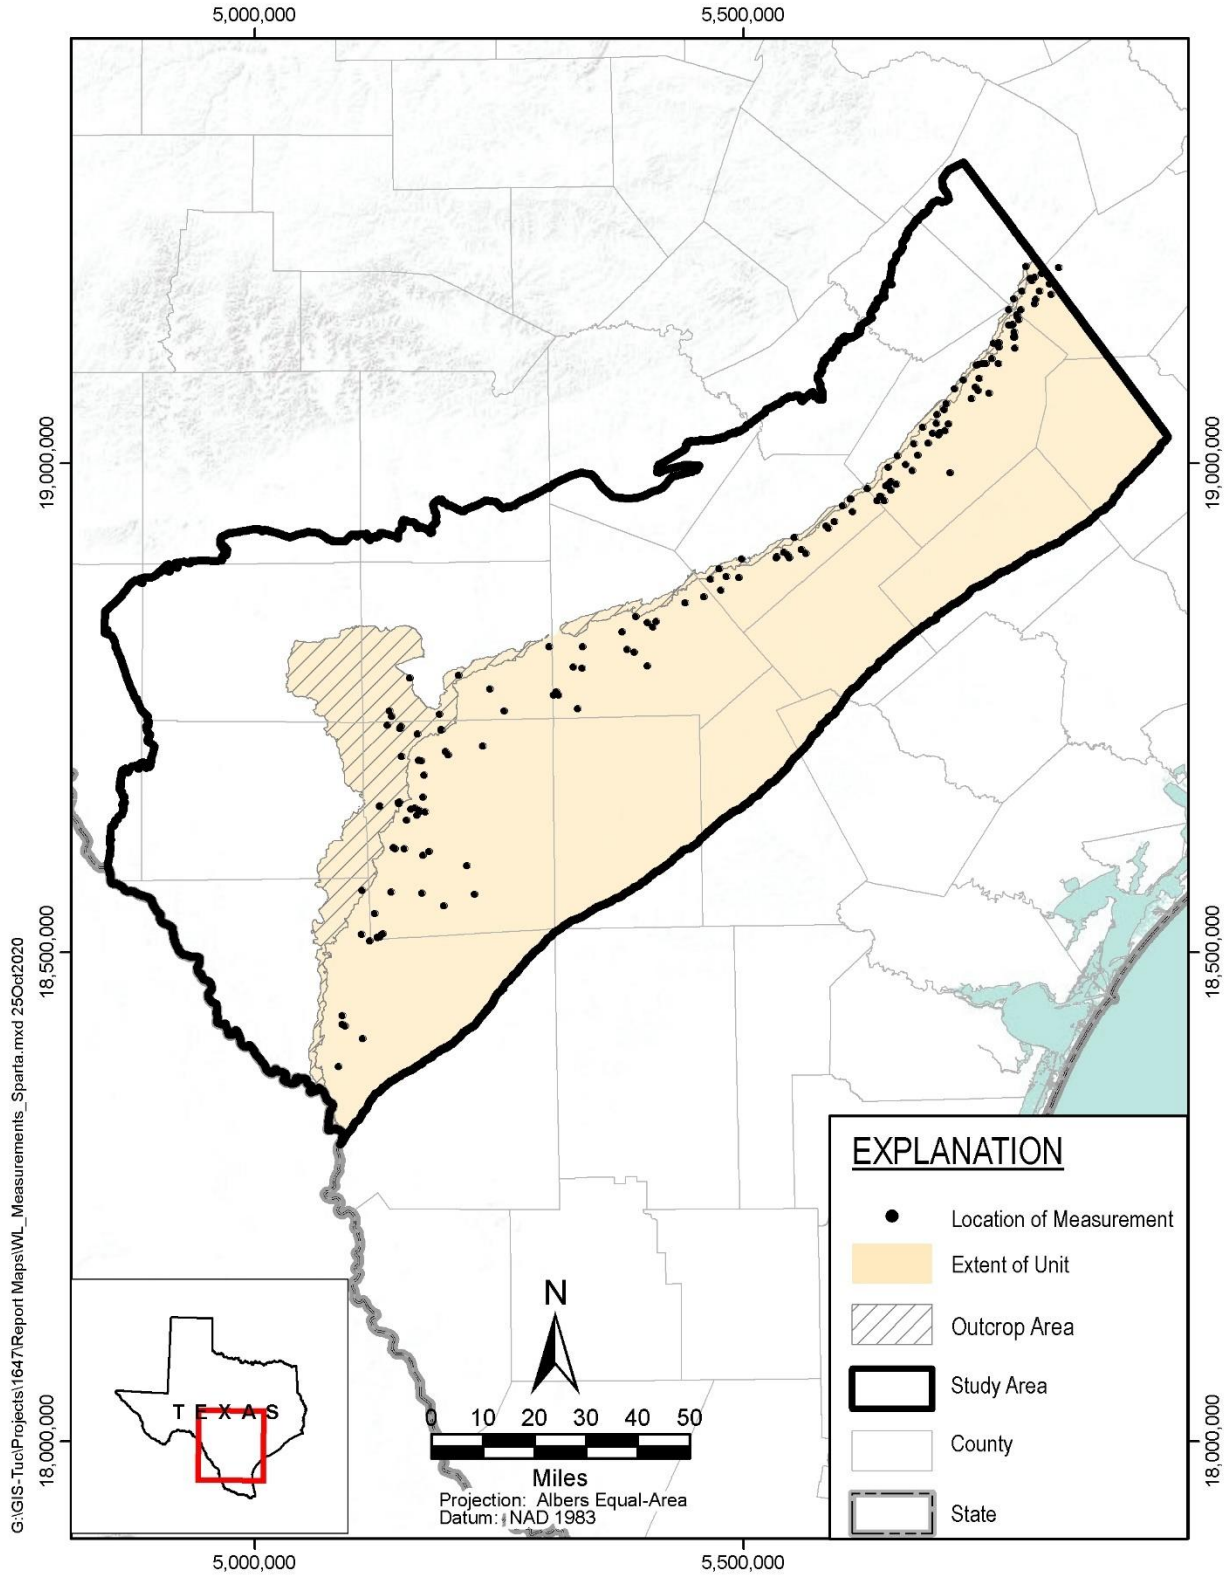 5,000,000
5,500,000
19,000,000
19,000,000
18,500,000
18,500,000
18,000,000
18,000,000
G:\GIS-Tuc\Projects\1647\Report Maps\WL_Measurements_Sparta.mxd 25Oct2020
EXPLANATION
Location of Measurement
Extent of Unit
Outcrop Area
Study Area
County
State
TEXAS
N
0 10 20 30 40 50
Miles
Projection: Albers Equal-Area
Datum: NAD 1983
5,000,000
5,500,000